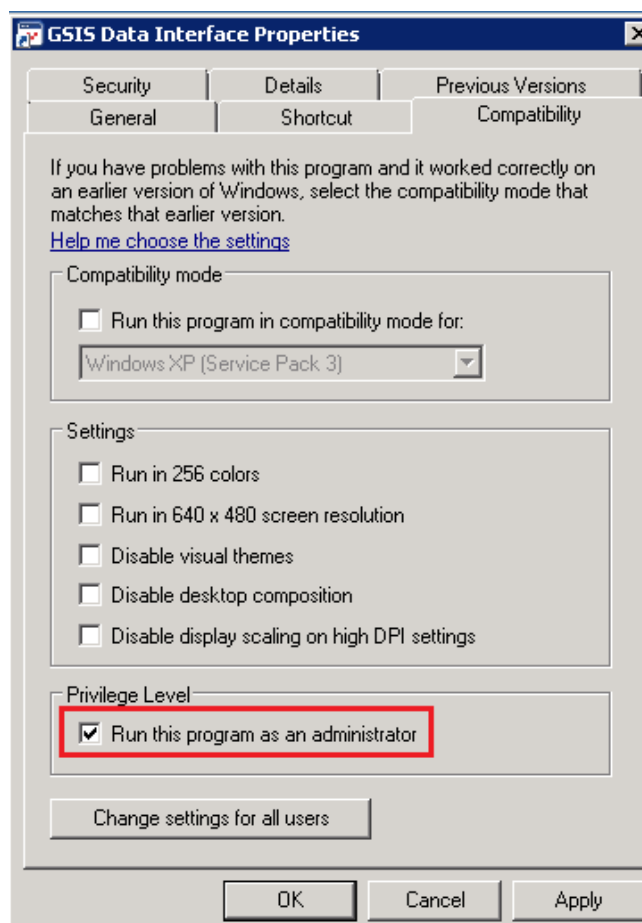 GSIS Data Interface Properties
Security Details Previous Versions
General Shortcut Compatibility
If you have problems with this program and it worked correctly on
an earlier version of Windows, select the compatibility mode that
matches that earlier version.
Help me choose the settings
Compatibility mode
Run this program in compatibility mode for:
Windows XP (Service Pack 3)
Settings
Run in 256 colors
Run in 640 x 480 screen resolution
Disable visual themes
Disable desktop composition
Disable display scaling on high DPI settings
Privilege Level
Run this program as an administrator
Change settings for all users
OK Cancel Apply